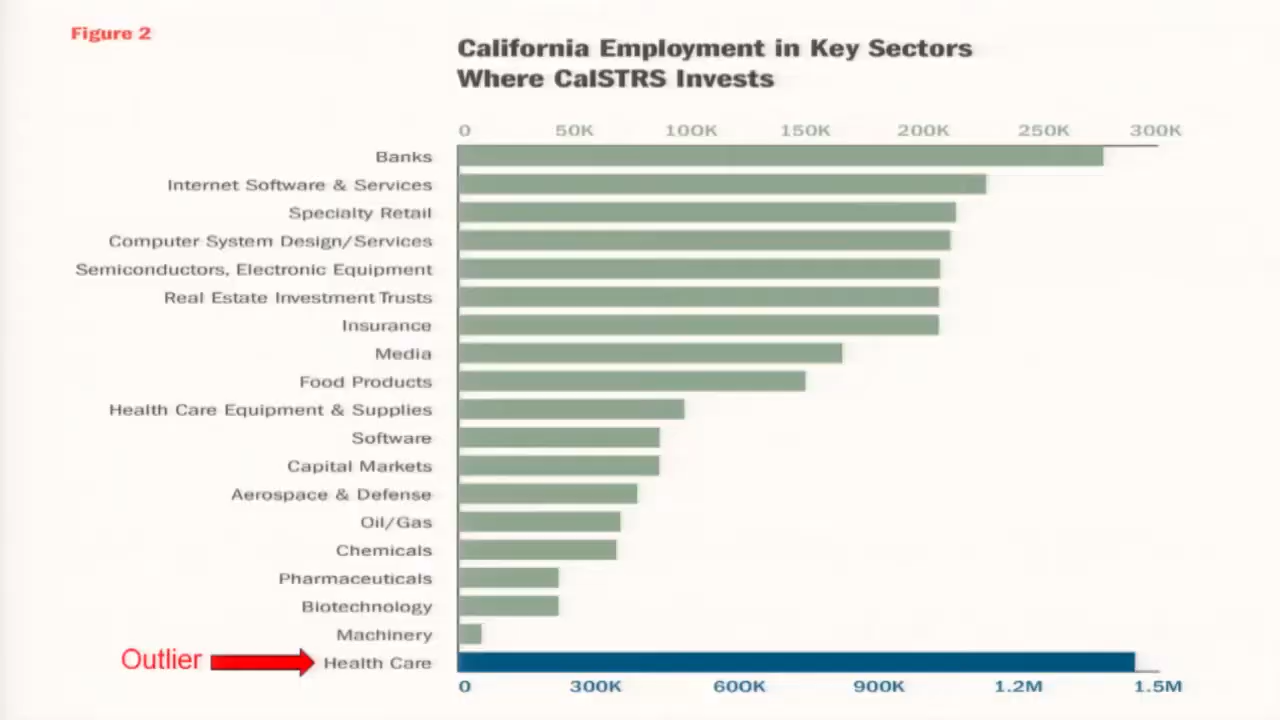 Figure 2
California Employment in Key Sectors
Where CalSTRS Invests
0 50K 100K 150K 200K 250K 300K
Banks
Internet Software & Services
Specialty Retail
Computer System Design/Services
Semiconductors, Electronic Equipment
Real Estate Investment Trusts
Insurance
Media
Food Products
Health Care Equipment & Supplies
Software
Capital Markets
Aerospace & Defense
Oil/Gas
Chemicals
Pharmaceuticals
Biotechnology
Machinery
Outlier Health Care
0 300K 600K 900K 1.2M 1.5M